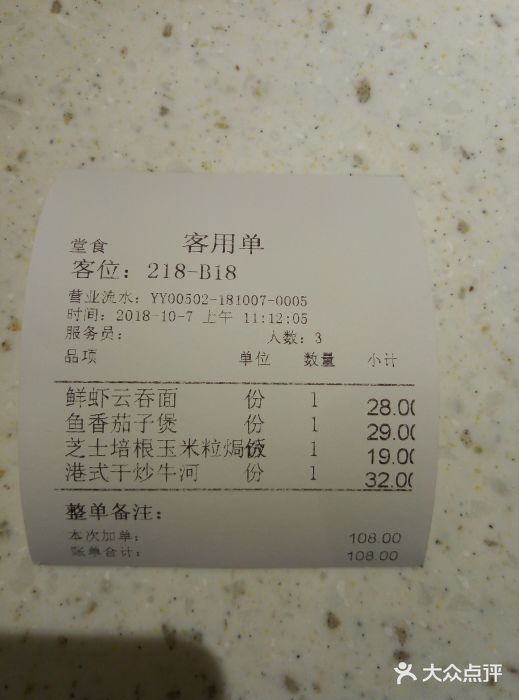 堂食 客用单
客位：218-B18
营业流水：YY00502-181007-0005
时间：2018-10-7 上午 11:12:05
服务员： 人数：3
品项 单位 数量 小计
鲜虾云吞面 份 1 28.00
鱼香茄子煲 份 1 29.00
芝士培根玉米粒焗饭 份 1 19.00
港式干炒牛河 份 1 32.00
整单备注：
本次加单： 108.00
账单合计： 108.00
大众点评